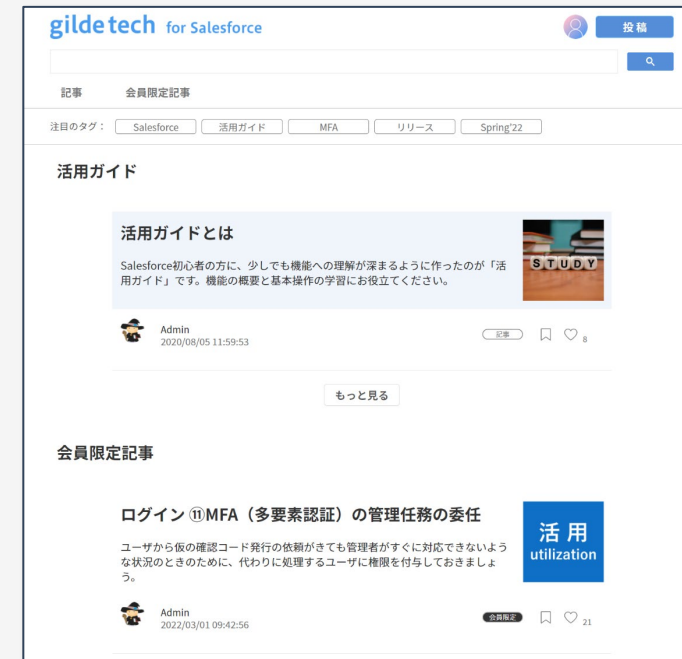 gilde tech for Salesforce
投稿
記事 会員限定記事
注目のタグ： Salesforce 活用ガイド MFA リリース Spring'22
活用ガイド
活用ガイドとは
Salesforce初心者の方に、少しでも機能への理解が深まるように作ったのが「活
用ガイド」です。機能の概要と基本操作の学習にお役立てください。
STUDY
Admin
2020/08/05 11:59:53
記事
8
もっと見る
会員限定記事
ログイン ⑪MFA（多要素認証）の管理任務の委任
ユーザから仮の確認コード発行の依頼がきても管理者がすぐに対応できないよう
な状況のときのために、代わりに処理するユーザに権限を付与しておきましょ
う。
活用
utilization
Admin
2022/03/01 09:42:56
会員限定
21